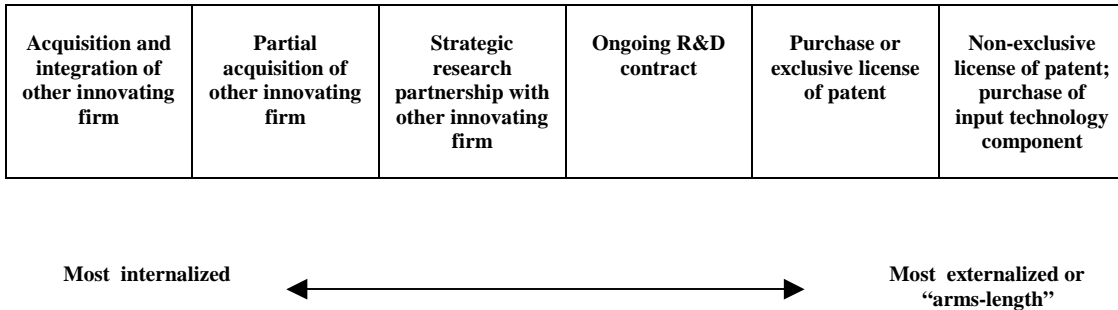 Acquisition and
integration of
other innovating
firm
Partial
acquisition of
other innovating
firm
Strategic
research
partnership with
other innovating
firm
Ongoing R&D
contract
Purchase or
exclusive license
of patent
Non-exclusive
license of patent;
purchase of
input technology
component
Most internalized
Most externalized or
“arms-length”